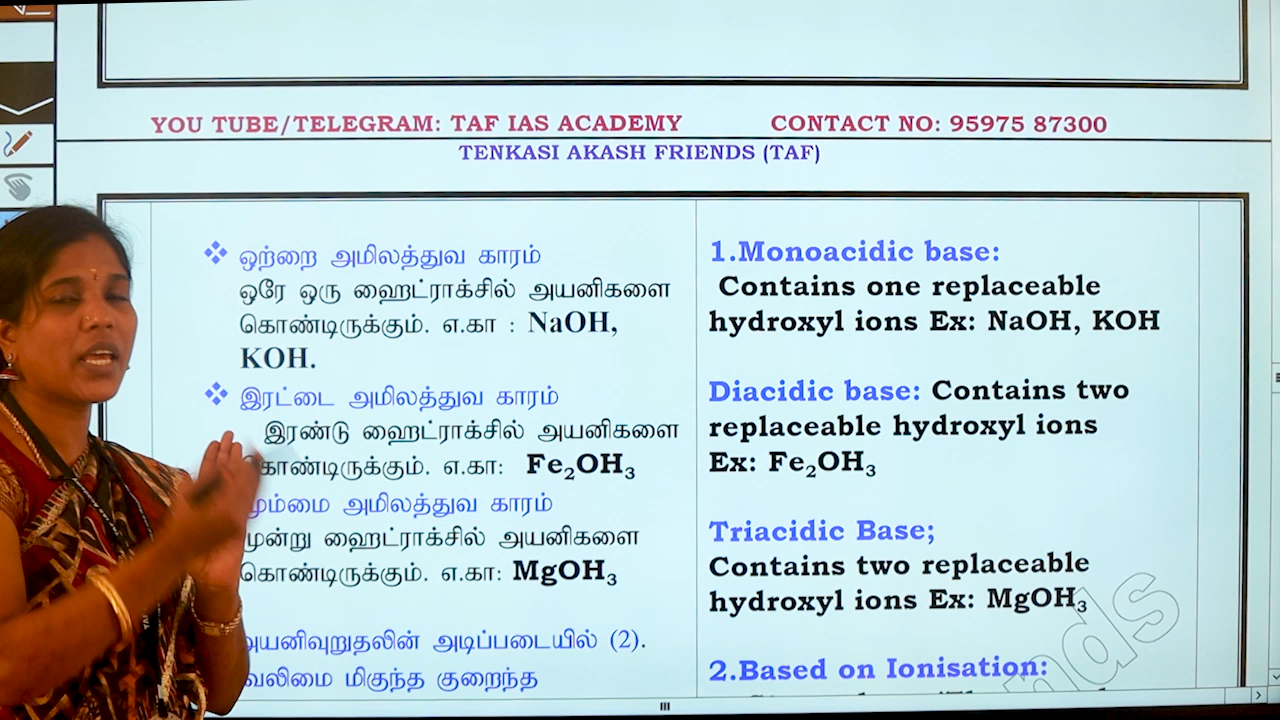 YOU TUBE/TELEGRAM: TAF IAS ACADEMY CONTACT NO: 95975 87300
TENKASI AKASH FRIENDS (TAF)
ஒற்றை அமிலத்துவ காரம்
ஒரே ஒரு ஹைட்ராக்சில் அயனிகளை
கொண்டிருக்கும். எ.கா : NaOH,
KOH.
இரட்டை அமிலத்துவ காரம்
இரண்டு ஹைட்ராக்சில் அயனிகளை
கொண்டிருக்கும். எ.கா: Fe₂OH₃
மும்மை அமிலத்துவ காரம்
மூன்று ஹைட்ராக்சில் அயனிகளை
கொண்டிருக்கும். எ.கா: MgOH₃
அயனிவுறுதலின் அடிப்படையில் (2).
வலிமை மிகுந்த குறைந்த
1.Monoacidic base:
Contains one replaceable
hydroxyl ions Ex: NaOH, KOH
Diacidic base: Contains two
replaceable hydroxyl ions
Ex: Fe₂OH₃
Triacidic Base;
Contains two replaceable
hydroxyl ions Ex: MgOH₃
2.Based on Ionisation: